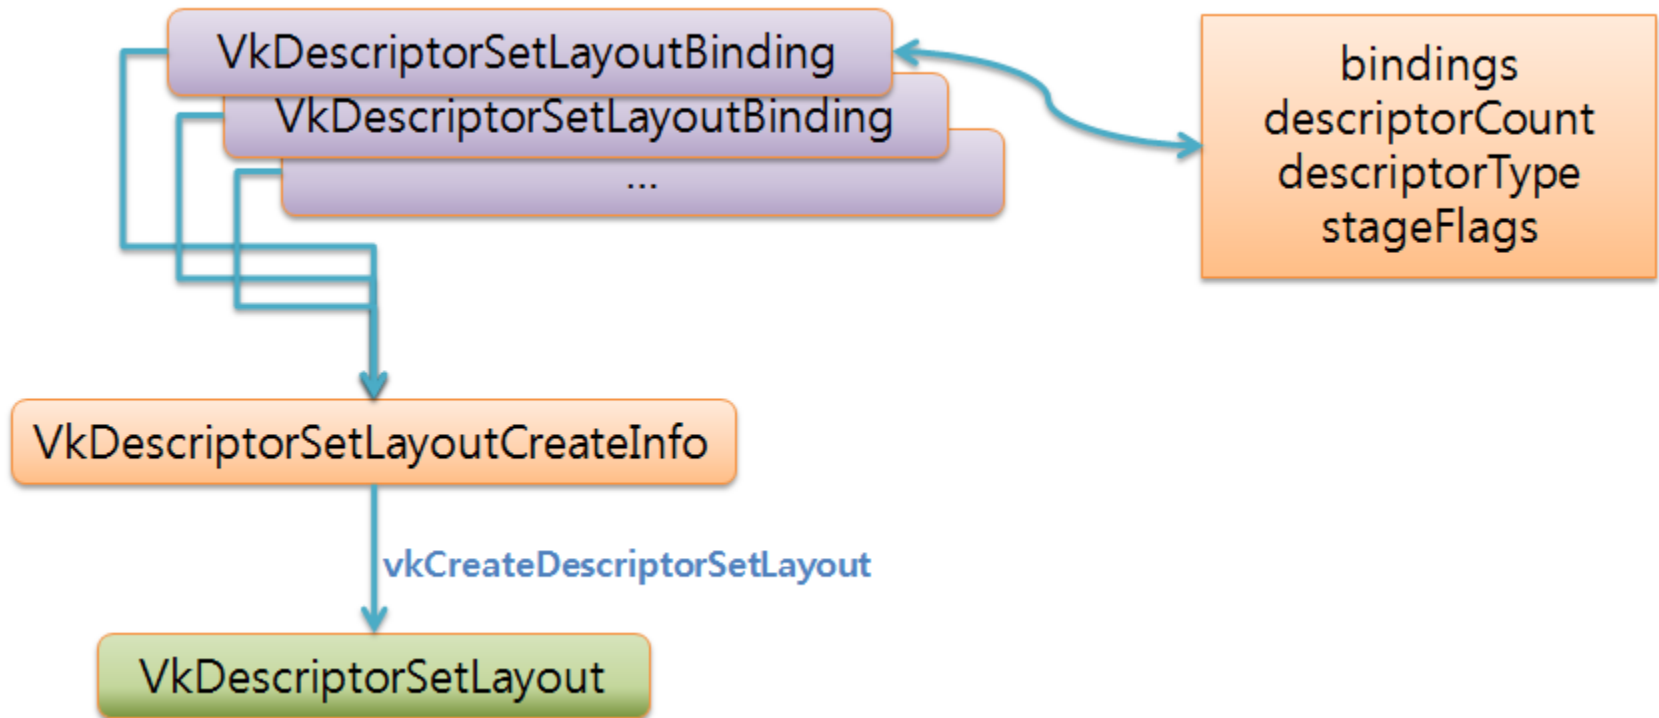 VkDescriptorSetLayoutBinding
VkDescriptorSetLayoutBinding
...
bindings
descriptorCount
descriptorType
stageFlags
VkDescriptorSetLayoutCreateInfo
vkCreateDescriptorSetLayout
VkDescriptorSetLayout